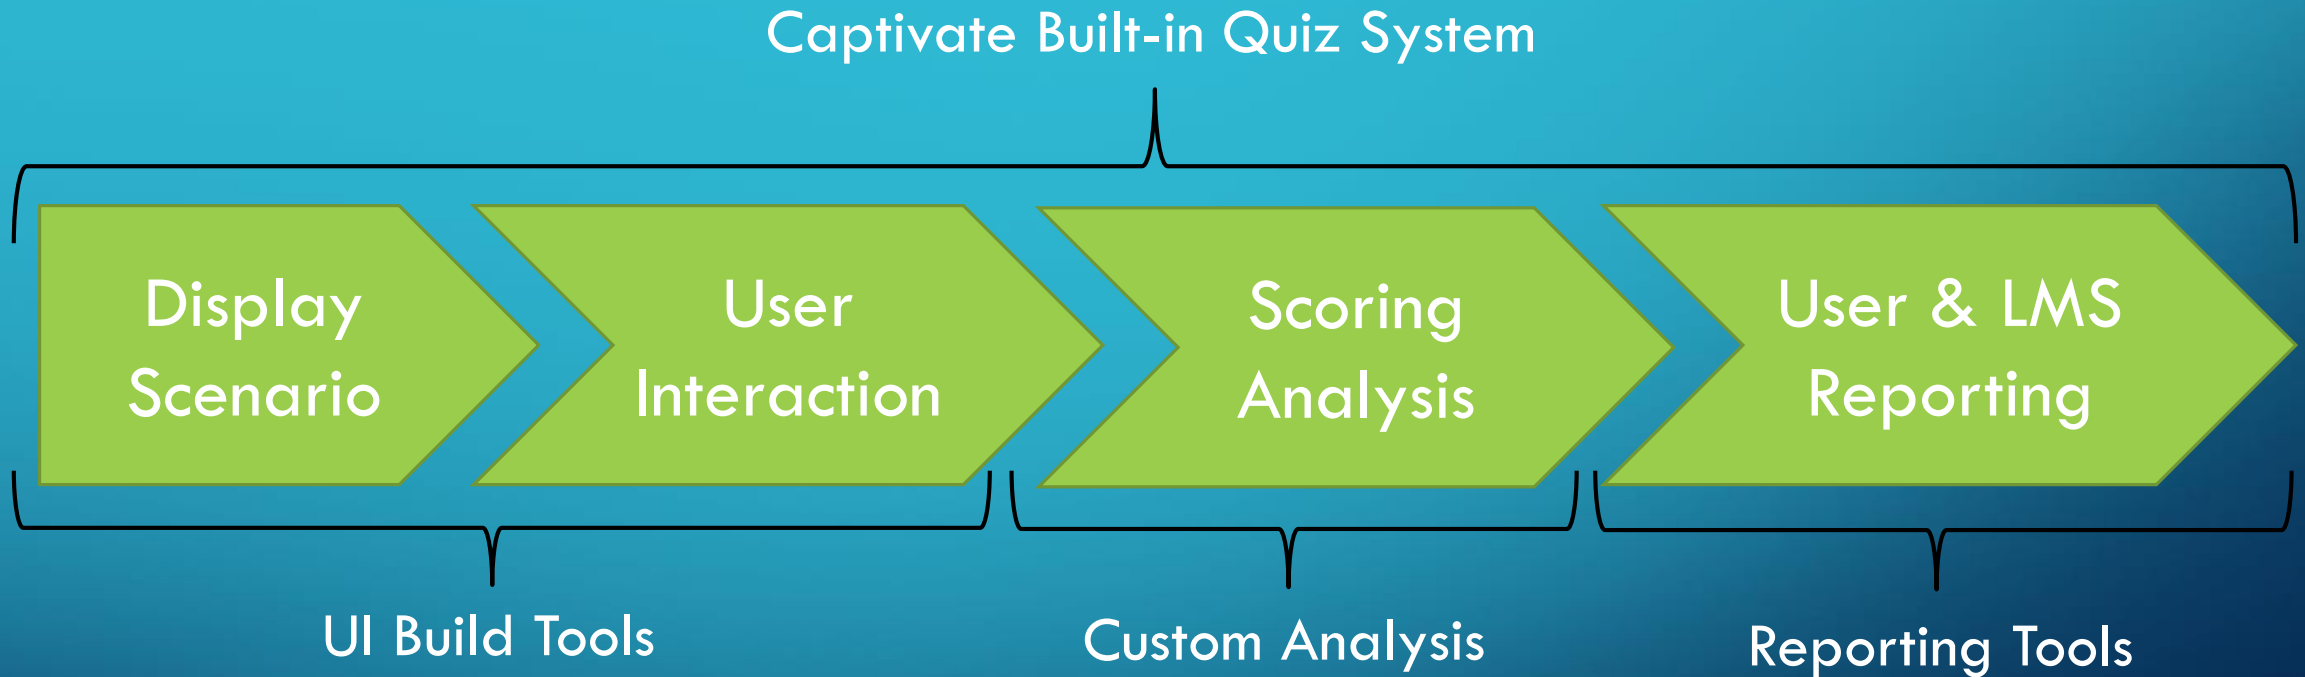 Captivate Built-in Quiz System
Display
Scenario
User
Interaction
Scoring
Analysis
User & LMS
Reporting
UI Build Tools
Custom Analysis
Reporting Tools